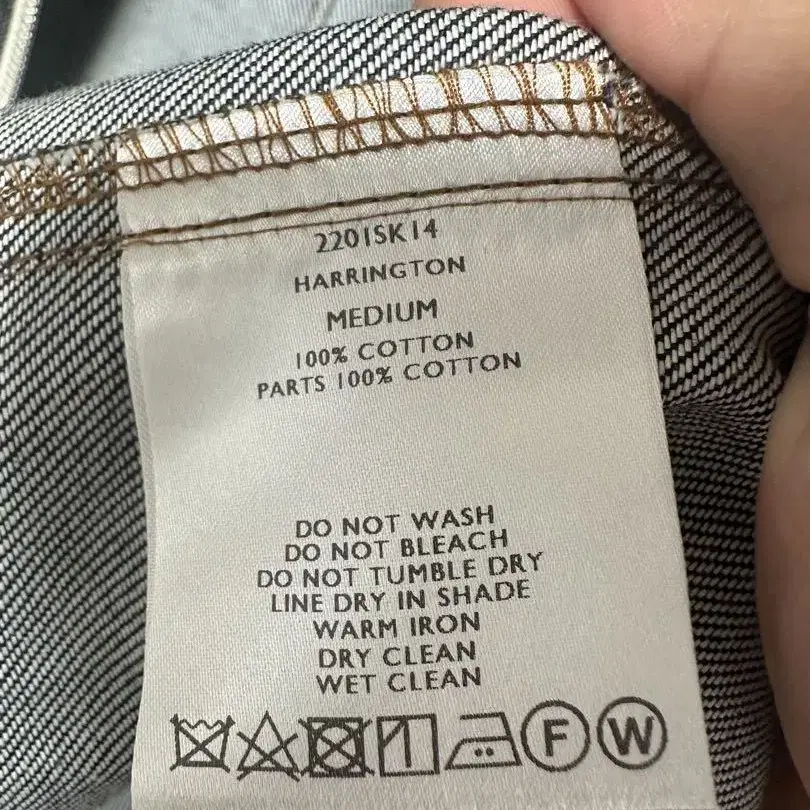 2201SK14
HARRINGTON
MEDIUM
100% COTTON
PARTS 100% COTTON
DO NOT WASH
DO NOT BLEACH
DO NOT TUMBLE DRY
LINE DRY IN SHADE
WARM IRON
DRY CLEAN
WET CLEAN
F W